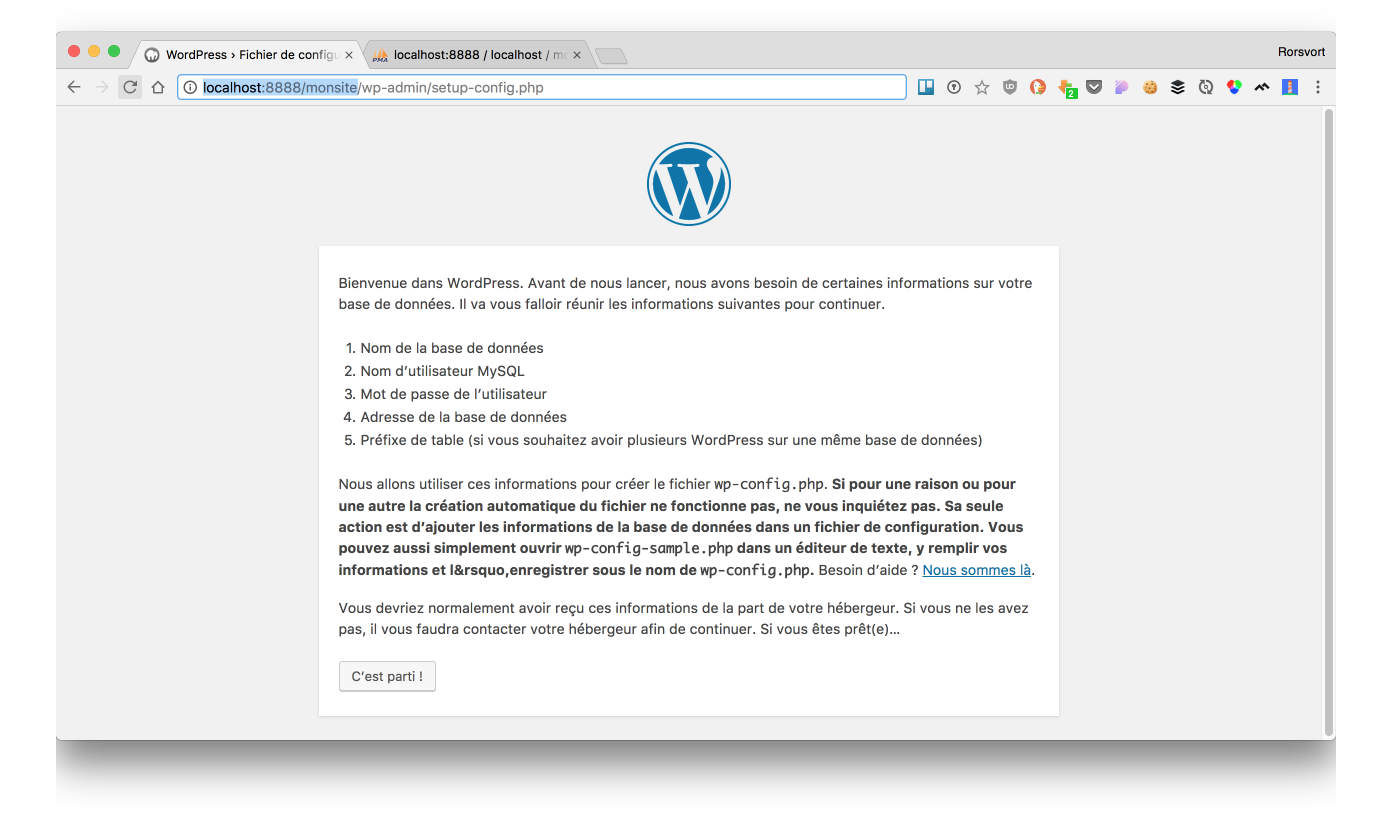 WordPress › Fichier de configu
localhost:8888 / localhost / mo
Rorsvort
localhost:8888/monsite/wp-admin/setup-config.php
2
Bienvenue dans WordPress. Avant de nous lancer, nous avons besoin de certaines informations sur votre
base de données. Il va vous falloir réunir les informations suivantes pour continuer.
1. Nom de la base de données
2. Nom d’utilisateur MySQL
3. Mot de passe de l’utilisateur
4. Adresse de la base de données
5. Préfixe de table (si vous souhaitez avoir plusieurs WordPress sur une même base de données)
Nous allons utiliser ces informations pour créer le fichier wp-config.php. Si pour une raison ou pour
une autre la création automatique du fichier ne fonctionne pas, ne vous inquiétez pas. Sa seule
action est d’ajouter les informations de la base de données dans un fichier de configuration. Vous
pouvez aussi simplement ouvrir wp-config-sample.php dans un éditeur de texte, y remplir vos
informations et l&rsquo,enregistrer sous le nom de wp-config.php. Besoin d’aide ? Nous sommes là.
Vous devriez normalement avoir reçu ces informations de la part de votre hébergeur. Si vous ne les avez
pas, il vous faudra contacter votre hébergeur afin de continuer. Si vous êtes prêt(e)…
C’est parti !